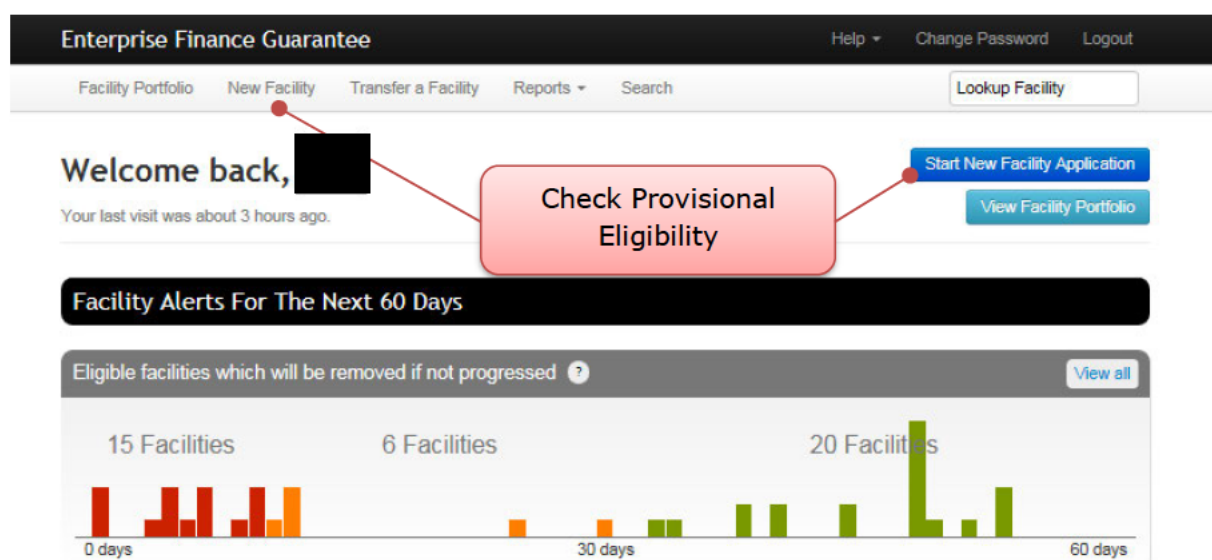 Enterprise Finance Guarantee
Help Change Password Logout
Facility Portfolio New Facility Transfer a Facility Reports Search Lookup Facility
Welcome back,
Start New Facility Application
Your last visit was about 3 hours ago.
View Facility Portfolio
Check Provisional
Eligibility
Facility Alerts For The Next 60 Days
Eligible facilities which will be removed if not progressed ? View all
15 Facilities 6 Facilities 20 Facilities
0 days 30 days 60 days